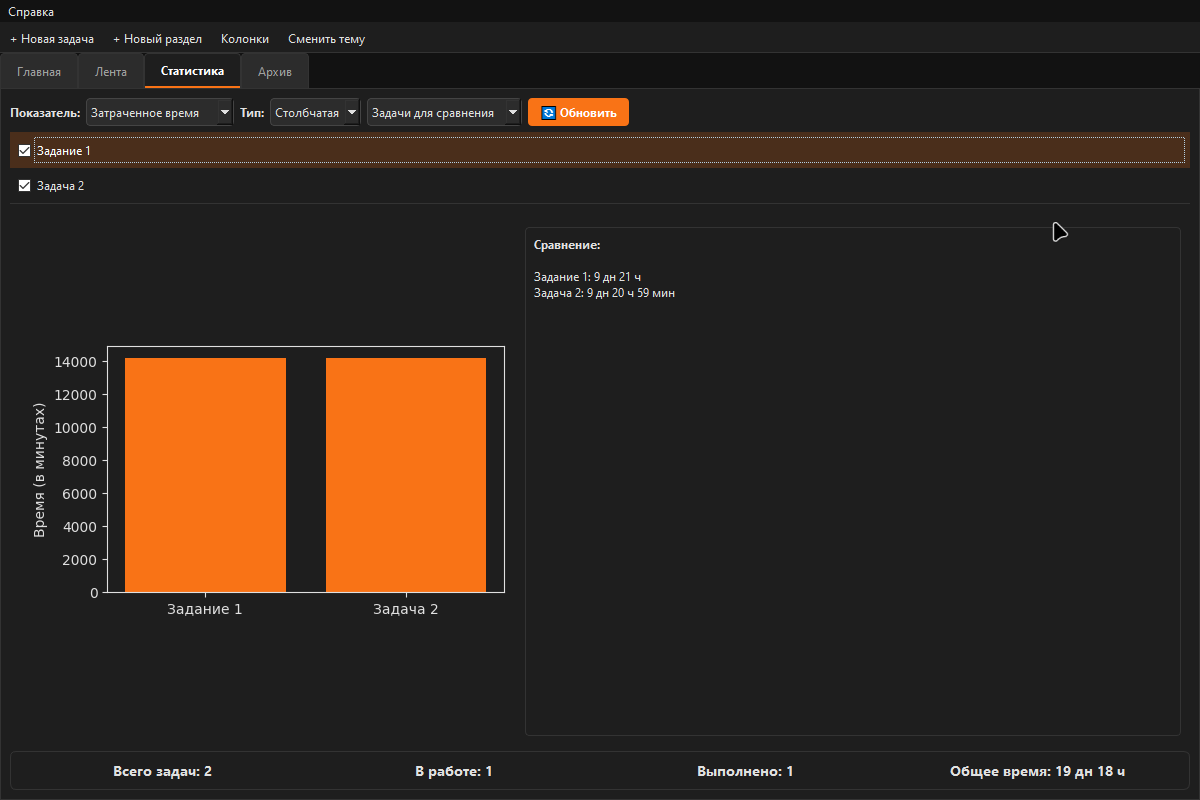 Справка
+ Новая задача + Новый раздел Колонки Сменить тему
Главная Лента Статистика Архив
Показатель: Затраченное время Тип: Столбчатая Задачи для сравнения Обновить
Задание 1
Задача 2
Сравнение:
Задание 1: 9 дн 21 ч
Задача 2: 9 дн 20 ч 59 мин
Время (в минутах)
14000
12000
10000
8000
6000
4000
2000
0
Задание 1 Задача 2
Всего задач: 2 В работе: 1 Выполнено: 1 Общее время: 19 дн 18 ч